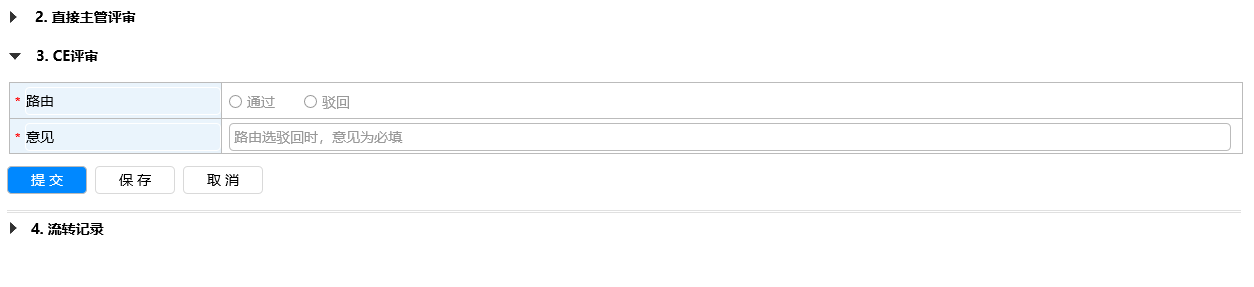 2. 直接主管评审
3. CE评审
* 路由 通过 驳回
* 意见 路由选驳回时，意见为必填
提 交 保 存 取 消
4. 流转记录